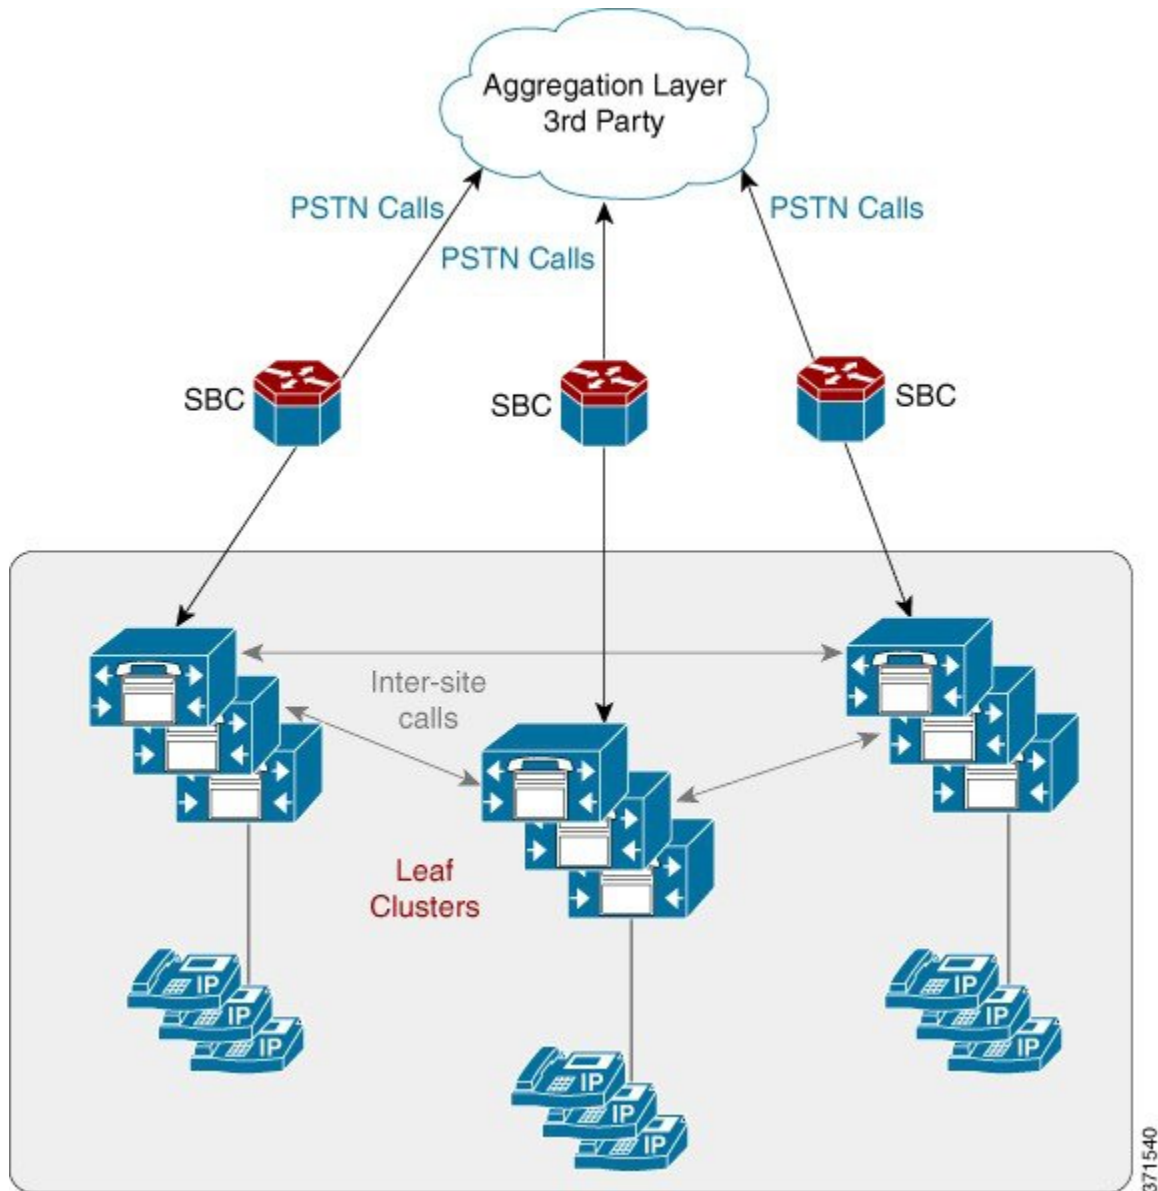 Aggregation Layer
3rd Party
PSTN Calls
PSTN Calls
PSTN Calls
SBC
SBC
SBC
Inter-site
calls
Leaf
Clusters
IP
IP
IP
IP
IP
IP
IP
IP
IP
371540